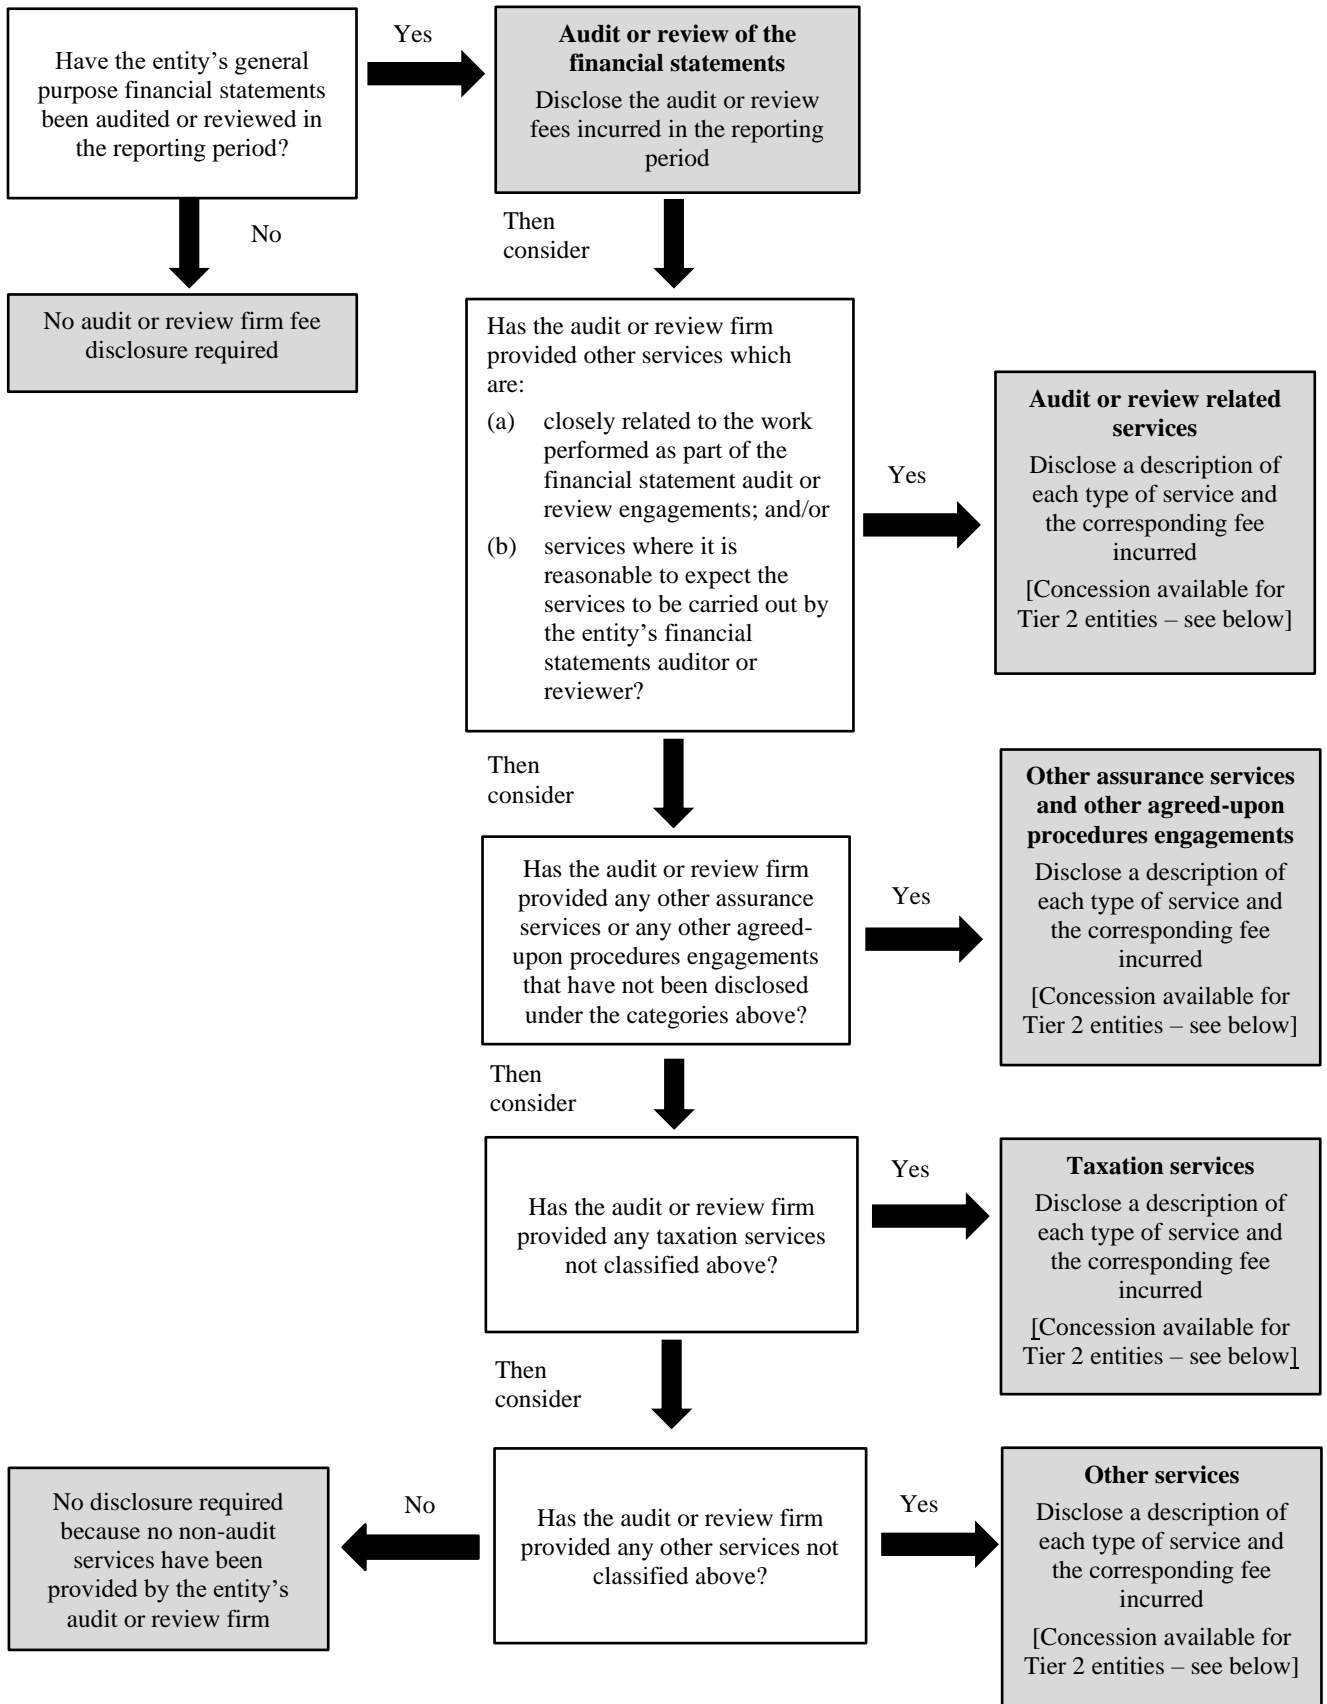 Have the entity’s general
purpose financial statements
been audited or reviewed in
the reporting period?
Yes
Audit or review of the
financial statements
Disclose the audit or review
fees incurred in the reporting
period
No
Then
consider
No audit or review firm fee
disclosure required
Has the audit or review firm
provided other services which
are:
(a) closely related to the work
performed as part of the
financial statement audit or
review engagements; and/or
(b) services where it is
reasonable to expect the
services to be carried out by
the entity’s financial
statements auditor or
reviewer?
Yes
Audit or review related
services
Disclose a description of
each type of service and
the corresponding fee
incurred
[Concession available for
Tier 2 entities – see below]
Then
consider
Has the audit or review firm
provided any other assurance
services or any other agreed-
upon procedures engagements
that have not been disclosed
under the categories above?
Yes
Other assurance services
and other agreed-upon
procedures engagements
Disclose a description of
each type of service and
the corresponding fee
incurred
[Concession available for
Tier 2 entities – see below]
Then
consider
Has the audit or review firm
provided any taxation services
not classified above?
Yes
Taxation services
Disclose a description of
each type of service and
the corresponding fee
incurred
[Concession available for
Tier 2 entities – see below]
Then
consider
Has the audit or review firm
provided any other services not
classified above?
No
No disclosure required
because no non-audit
services have been
provided by the entity’s
audit or review firm
Yes
Other services
Disclose a description of
each type of service and
the corresponding fee
incurred
[Concession available for
Tier 2 entities – see below]